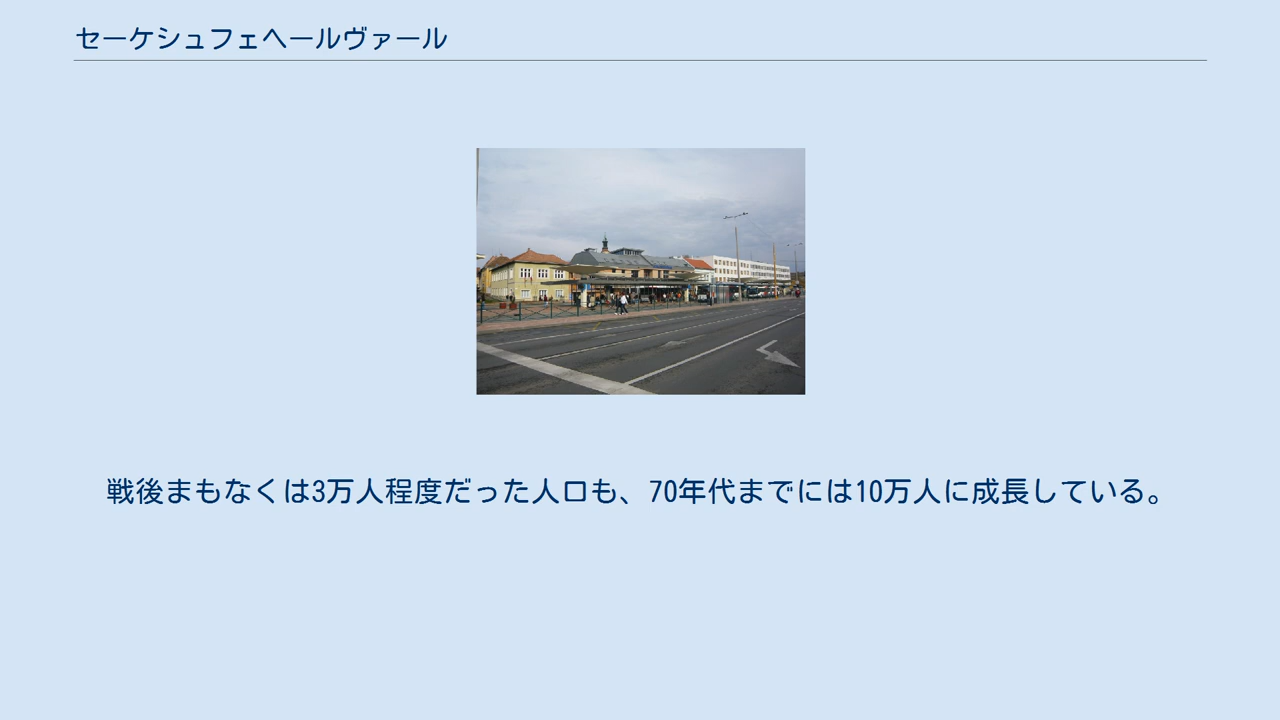 セーケシュフェヘールヴァール
戦後まもなくは3万人程度だった人口も、70年代までには10万人に成長している。